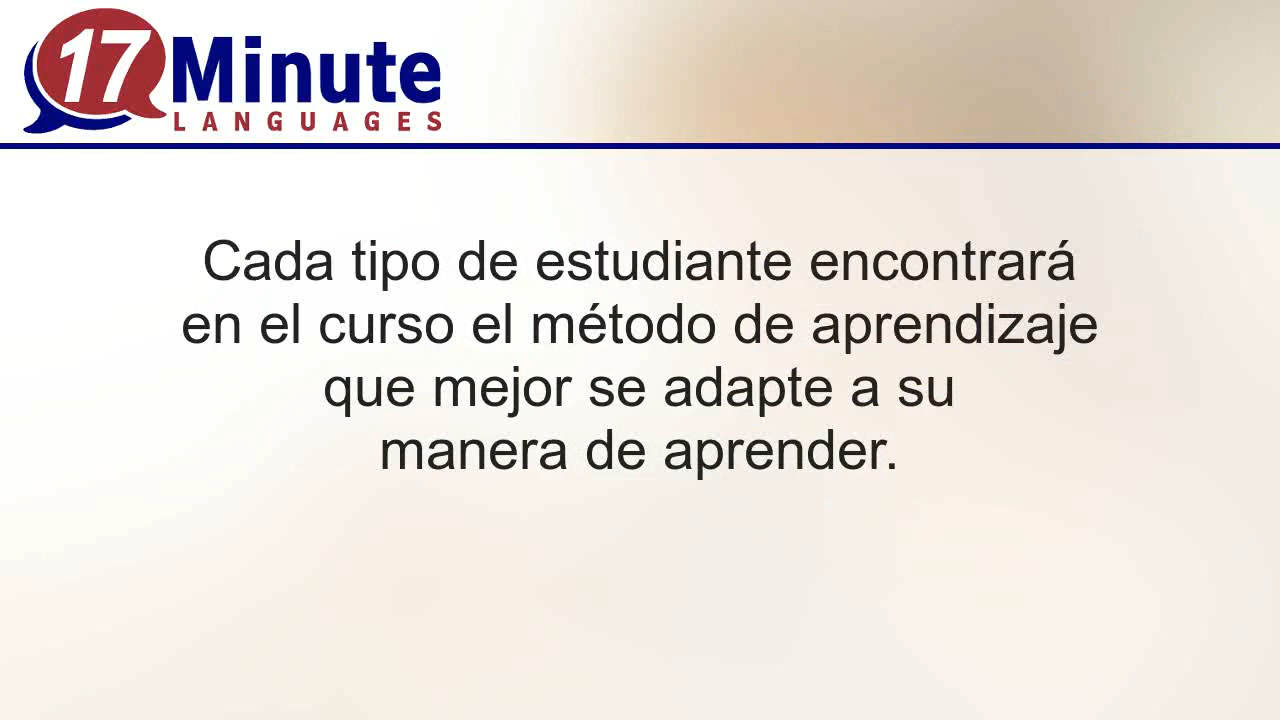 17 Minute
LANGUAGES
Cada tipo de estudiante encontrará
en el curso el método de aprendizaje
que mejor se adapte a su
manera de aprender.